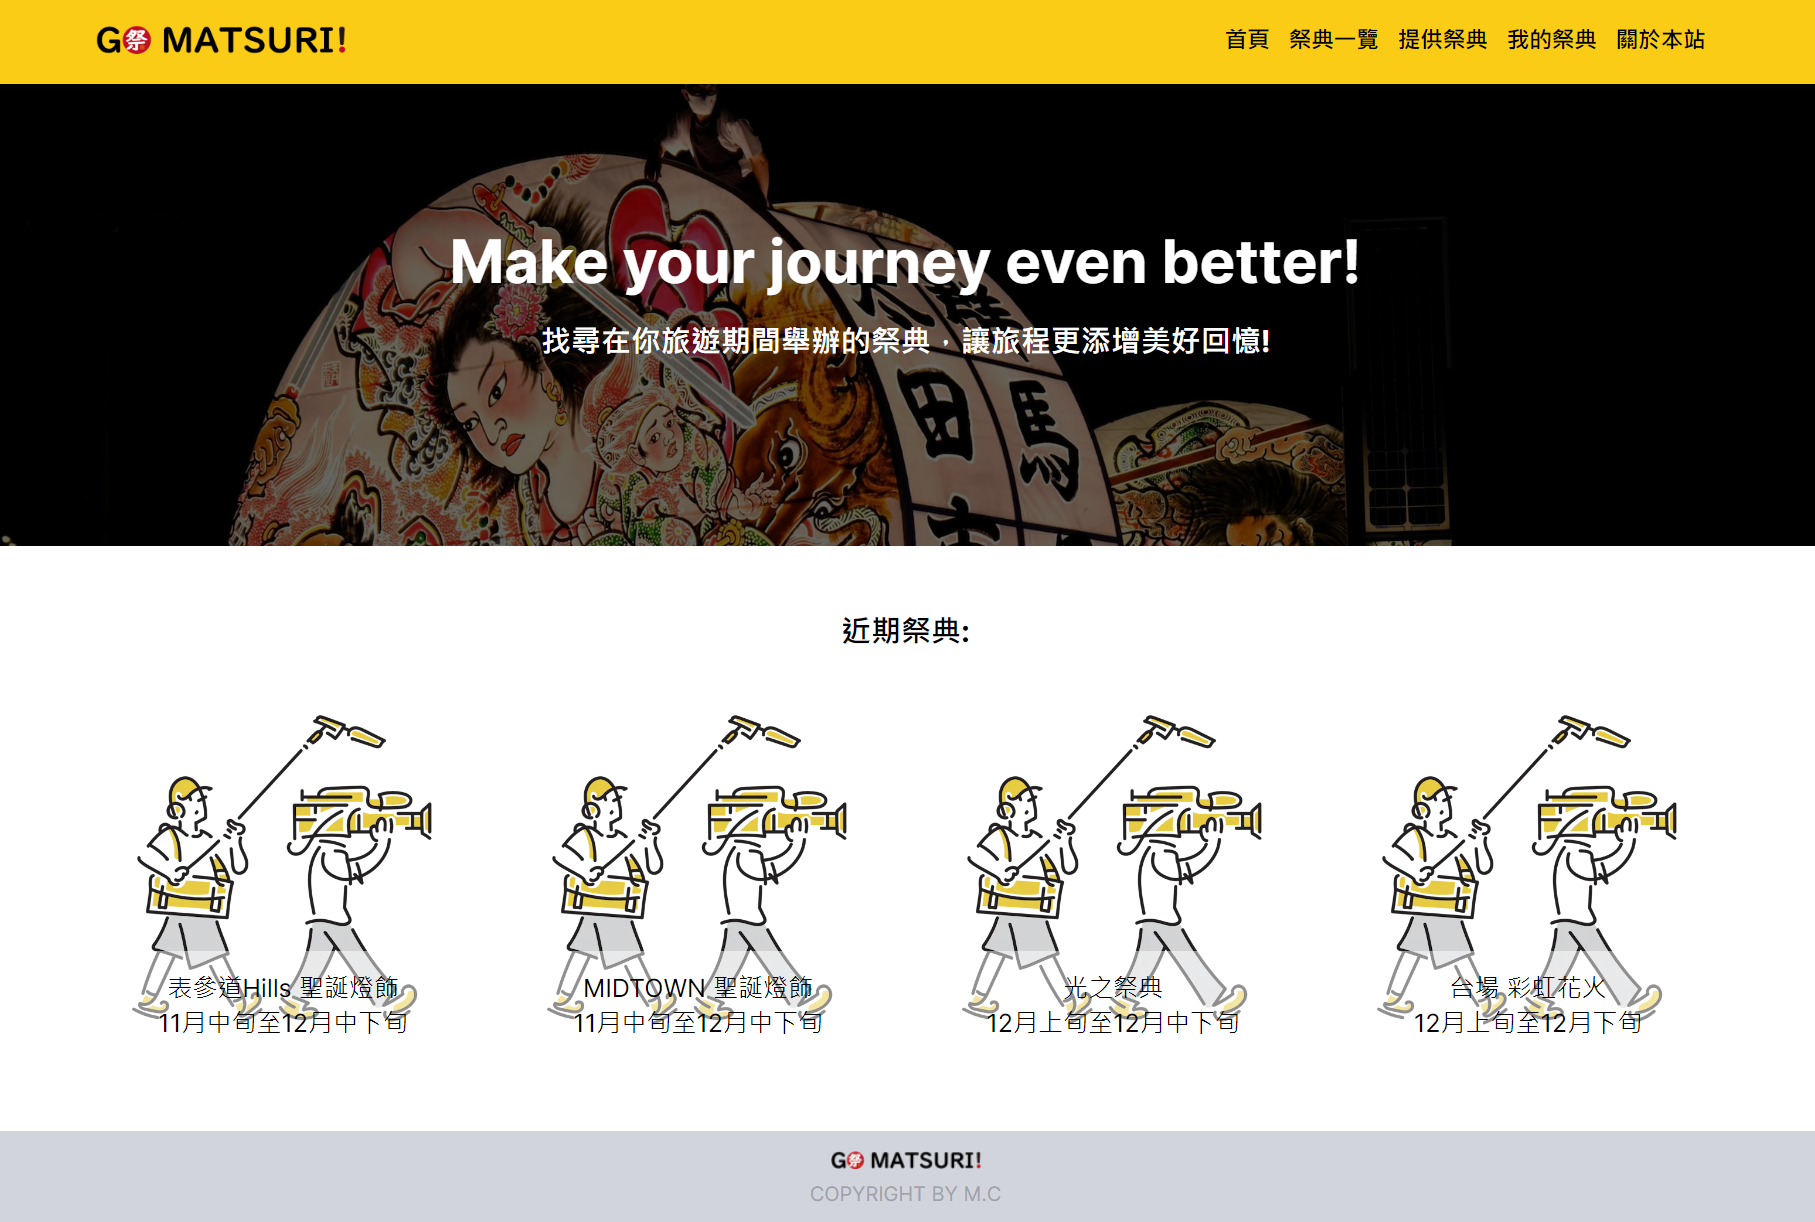 G祭 MATSURI!
首頁 祭典一覽 提供祭典 我的祭典 關於本站
Make your journey even better!
找尋在你旅遊期間舉辦的祭典，讓旅程更添增美好回憶!
田
馬
近期祭典:
表參道Hills 聖誕燈飾
11月中旬至12月中下旬
MIDTOWN 聖誕燈飾
11月中旬至12月中下旬
光之祭典
12月上旬至12月中下旬
台場 彩虹花火
12月上旬至12月下旬
G祭 MATSURI!
COPYRIGHT BY M.C